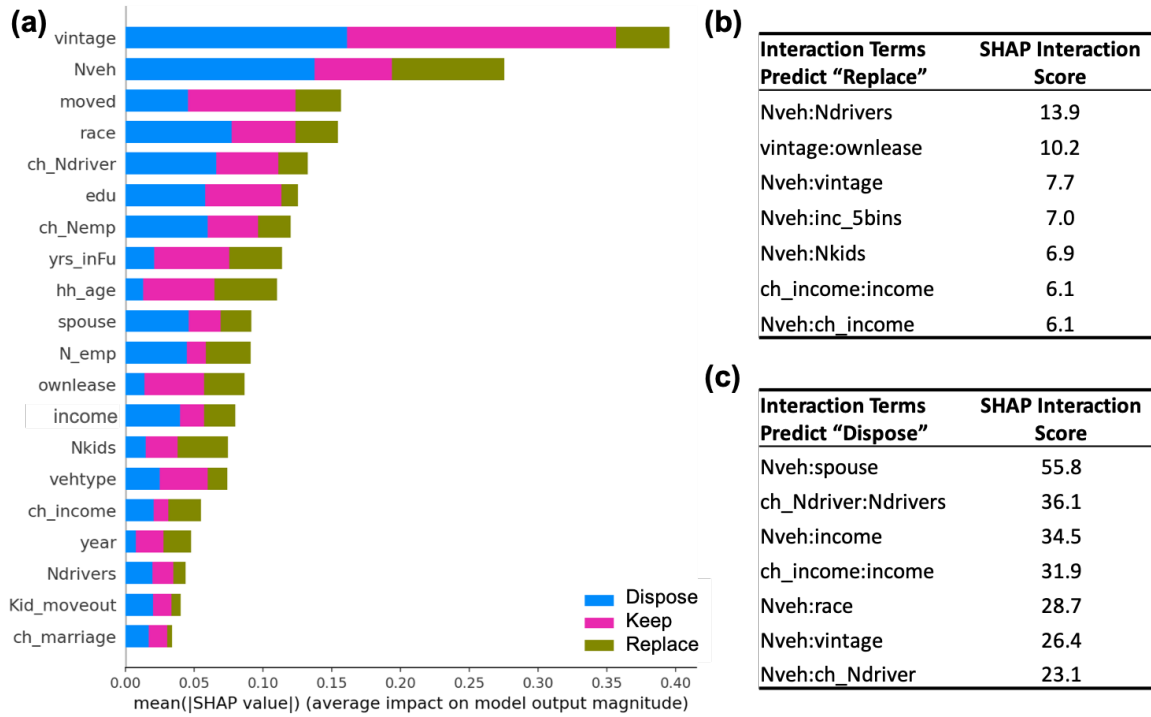 (a)
vintage
Nveh
moved
race
ch_Ndriver
edu
ch_Nemp
yrs_inFu
hh_age
spouse
N_emp
ownlease
income
Nkids
vehtype
ch_income
year
Ndrivers
Kid_moveout
ch_marriage
Dispose
Keep
Replace
0.00 0.05 0.10 0.15 0.20 0.25 0.30 0.35 0.40
mean(|SHAP value|) (average impact on model output magnitude)
(b)
Interaction Terms SHAP Interaction
Predict “Replace” Score
Nveh:Ndrivers 13.9
vintage:ownlease 10.2
Nveh:vintage 7.7
Nveh:inc_5bins 7.0
Nveh:Nkids 6.9
ch_income:income 6.1
Nveh:ch_income 6.1
(c)
Interaction Terms SHAP Interaction
Predict “Dispose” Score
Nveh:spouse 55.8
ch_Ndriver:Ndrivers 36.1
Nveh:income 34.5
ch_income:income 31.9
Nveh:race 28.7
Nveh:vintage 26.4
Nveh:ch_Ndriver 23.1